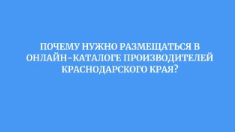 ПОЧЕМУ НУЖНО РАЗМЕЩАТЬСЯ В
ОНЛАЙН-КАТАЛОГЕ ПРОИЗВОДИТЕЛЕЙ
КРАСНОДАРСКОГО КРАЯ?